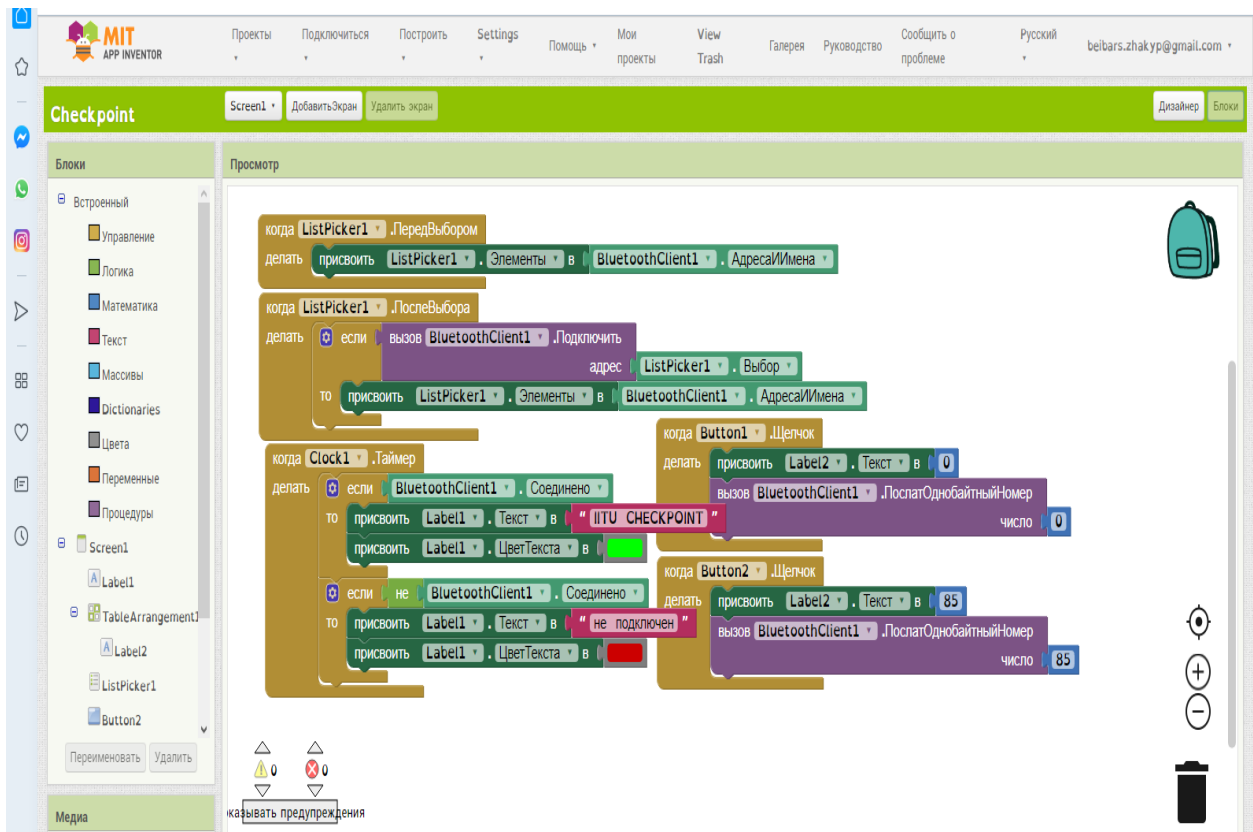 MIT
APP INVENTOR
Проекты
Подключиться
Построить
Settings
Помощь
Мои проекты
View Trash
Галерея
Руководство
Сообщить о проблеме
Русский
beibars.zhakyp@gmail.com
Checkpoint
Screen1
ДобавитьЭкран
Удалить экран
Дизайнер
Блоки
Блоки
Встроенный
Управление
Логика
Математика
Текст
Массивы
Dictionaries
Цвета
Переменные
Процедуры
Screen1
Label1
TableArrangement1
Label2
ListPicker1
Button2
Переименовать
Удалить
Медиа
Просмотр
когда ListPicker1 .ПередВыбором
делать присвоить ListPicker1 . Элементы в BluetoothClient1 . АдресаИИмена
когда ListPicker1 .ПослеВыбора
делать если вызов BluetoothClient1 .Подключить
адрес ListPicker1 . Выбор
то присвоить ListPicker1 . Элементы в BluetoothClient1 . АдресаИИмена
когда Clock1 .Таймер
делать если BluetoothClient1 . Соединено
то присвоить Label1 . Текст в " IITU CHECKPOINT "
присвоить Label1 . ЦветТекста в
если не BluetoothClient1 . Соединено
то присвоить Label1 . Текст в " не подключен "
присвоить Label1 . ЦветТекста в
когда Button1 .Щелчок
делать присвоить Label2 . Текст в 0
вызов BluetoothClient1 .ПослатОднобайтныйНомер
число 0
когда Button2 .Щелчок
делать присвоить Label2 . Текст в 85
вызов BluetoothClient1 .ПослатОднобайтныйНомер
число 85
0 0
оказывать предупреждения